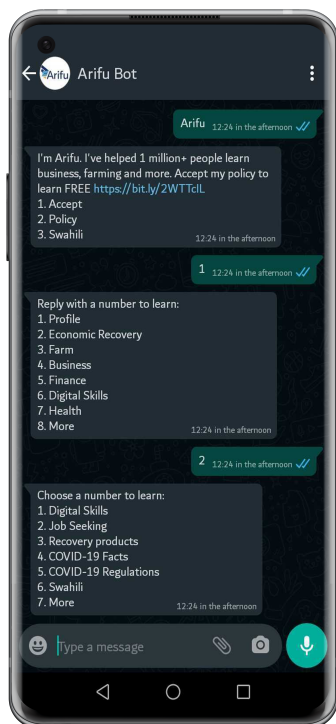 Arifu
Arifu Bot
Arifu 12:24 in the afternoon
I'm Arifu. I've helped 1 million+ people learn
business, farming and more. Accept my policy to
learn FREE https://bit.ly/2WTTcIL
1. Accept
2. Policy
3. Swahili
12:24 in the afternoon
1 12:24 in the afternoon
Reply with a number to learn:
1. Profile
2. Economic Recovery
3. Farm
4. Business
5. Finance
6. Digital Skills
7. Health
8. More
12:24 in the afternoon
2 12:24 in the afternoon
Choose a number to learn:
1. Digital Skills
2. Job Seeking
3. Recovery products
4. COVID-19 Facts
5. COVID-19 Regulations
6. Swahili
7. More
12:24 in the afternoon
Type a message